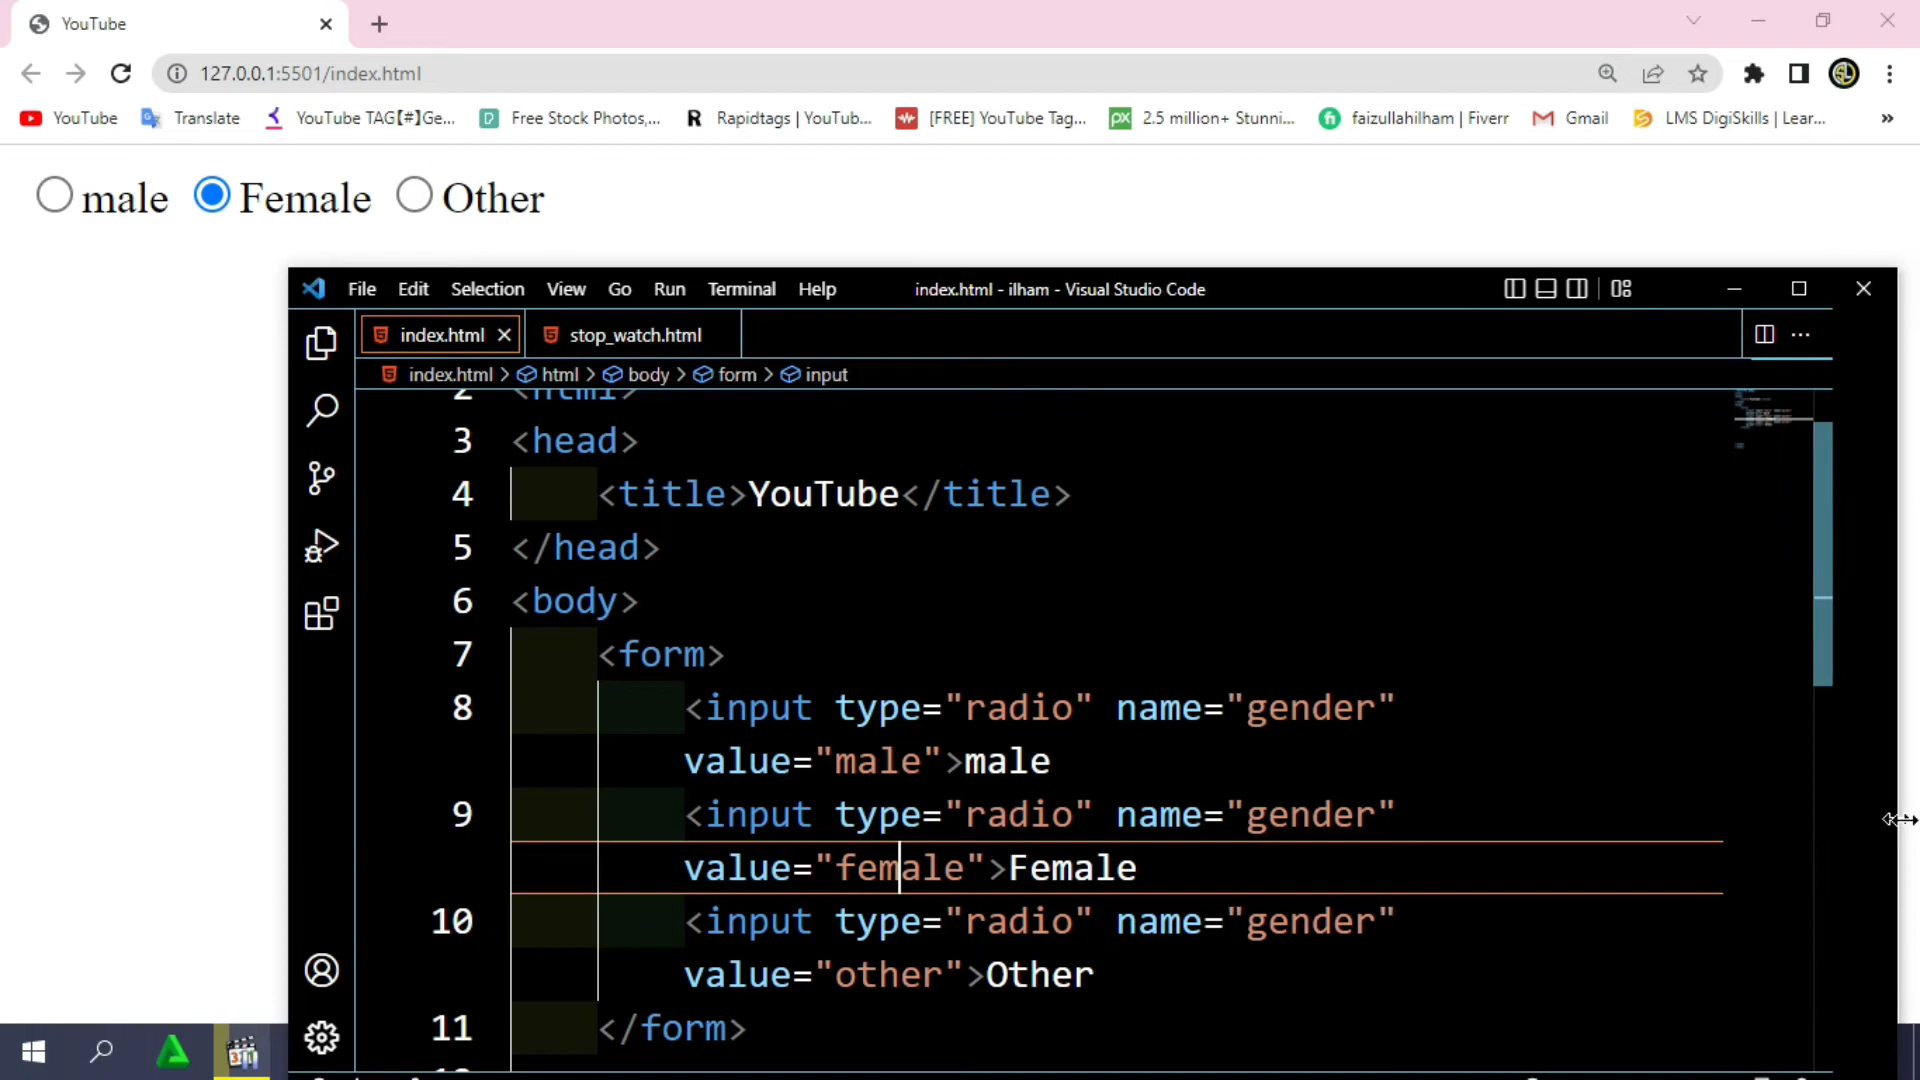 YouTube
127.0.0.1:5501/index.html
YouTube Translate YouTube TAG【#】Ge... Free Stock Photos,... Rapidtags | YouTub... [FREE] YouTube Tag... 2.5 million+ Stunni... faizullahilham | Fiverr Gmail LMS DigiSkills | Lear... »
male Female Other
File Edit Selection View Go Run Terminal Help index.html - ilham - Visual Studio Code
index.html stop_watch.html
index.html > html > body > form > input
2 <html>
3 <head>
4 <title>YouTube</title>
5 </head>
6 <body>
7 <form>
8 <input type="radio" name="gender"
value="male">male
9 <input type="radio" name="gender"
value="female">Female
10 <input type="radio" name="gender"
value="other">Other
11 </form>